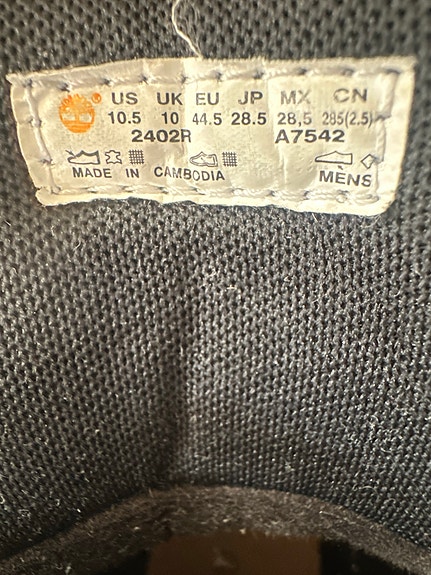 US UK EU JP MX CN
10.5 10 44.5 28.5 28,5 285(2.5)
2402R A7542
MADE IN CAMBODIA MENS